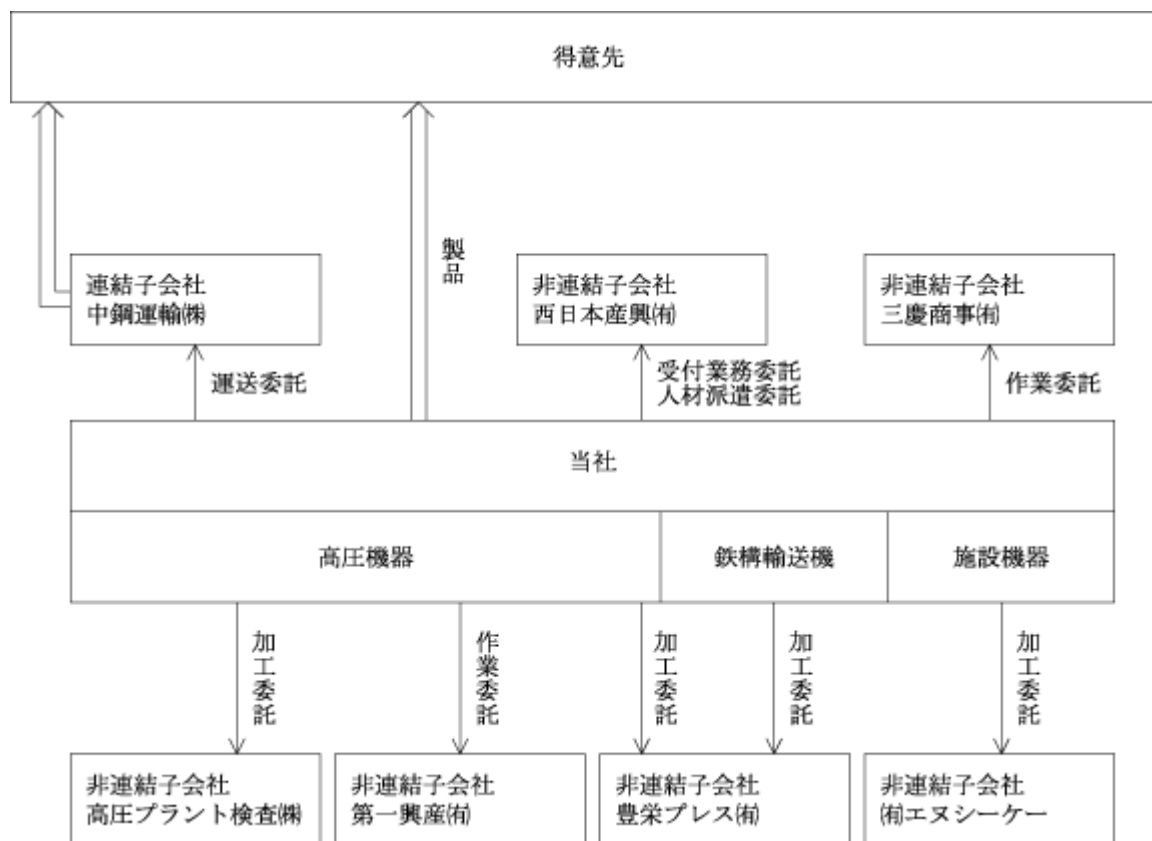 得意先
製品
連結子会社
中鋼運輸㈱
非連結子会社
西日本産興㈲
非連結子会社
三慶商事㈲
運送委託
受付業務委託
人材派遣委託
作業委託
当社
高圧機器
鉄構輸送機
施設機器
加工委託
作業委託
加工委託
加工委託
加工委託
非連結子会社
高圧プラント検査㈱
非連結子会社
第一興産㈲
非連結子会社
豊栄プレス㈲
非連結子会社
㈲エヌシーケー